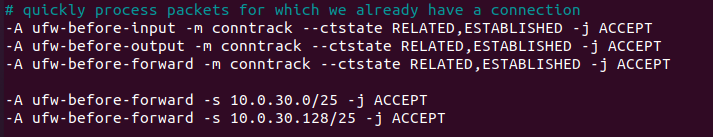 # quickly process packets for which we already have a connection
-A ufw-before-input -m conntrack --ctstate RELATED,ESTABLISHED -j ACCEPT
-A ufw-before-output -m conntrack --ctstate RELATED,ESTABLISHED -j ACCEPT
-A ufw-before-forward -m conntrack --ctstate RELATED,ESTABLISHED -j ACCEPT
-A ufw-before-forward -s 10.0.30.0/25 -j ACCEPT
-A ufw-before-forward -s 10.0.30.128/25 -j ACCEPT